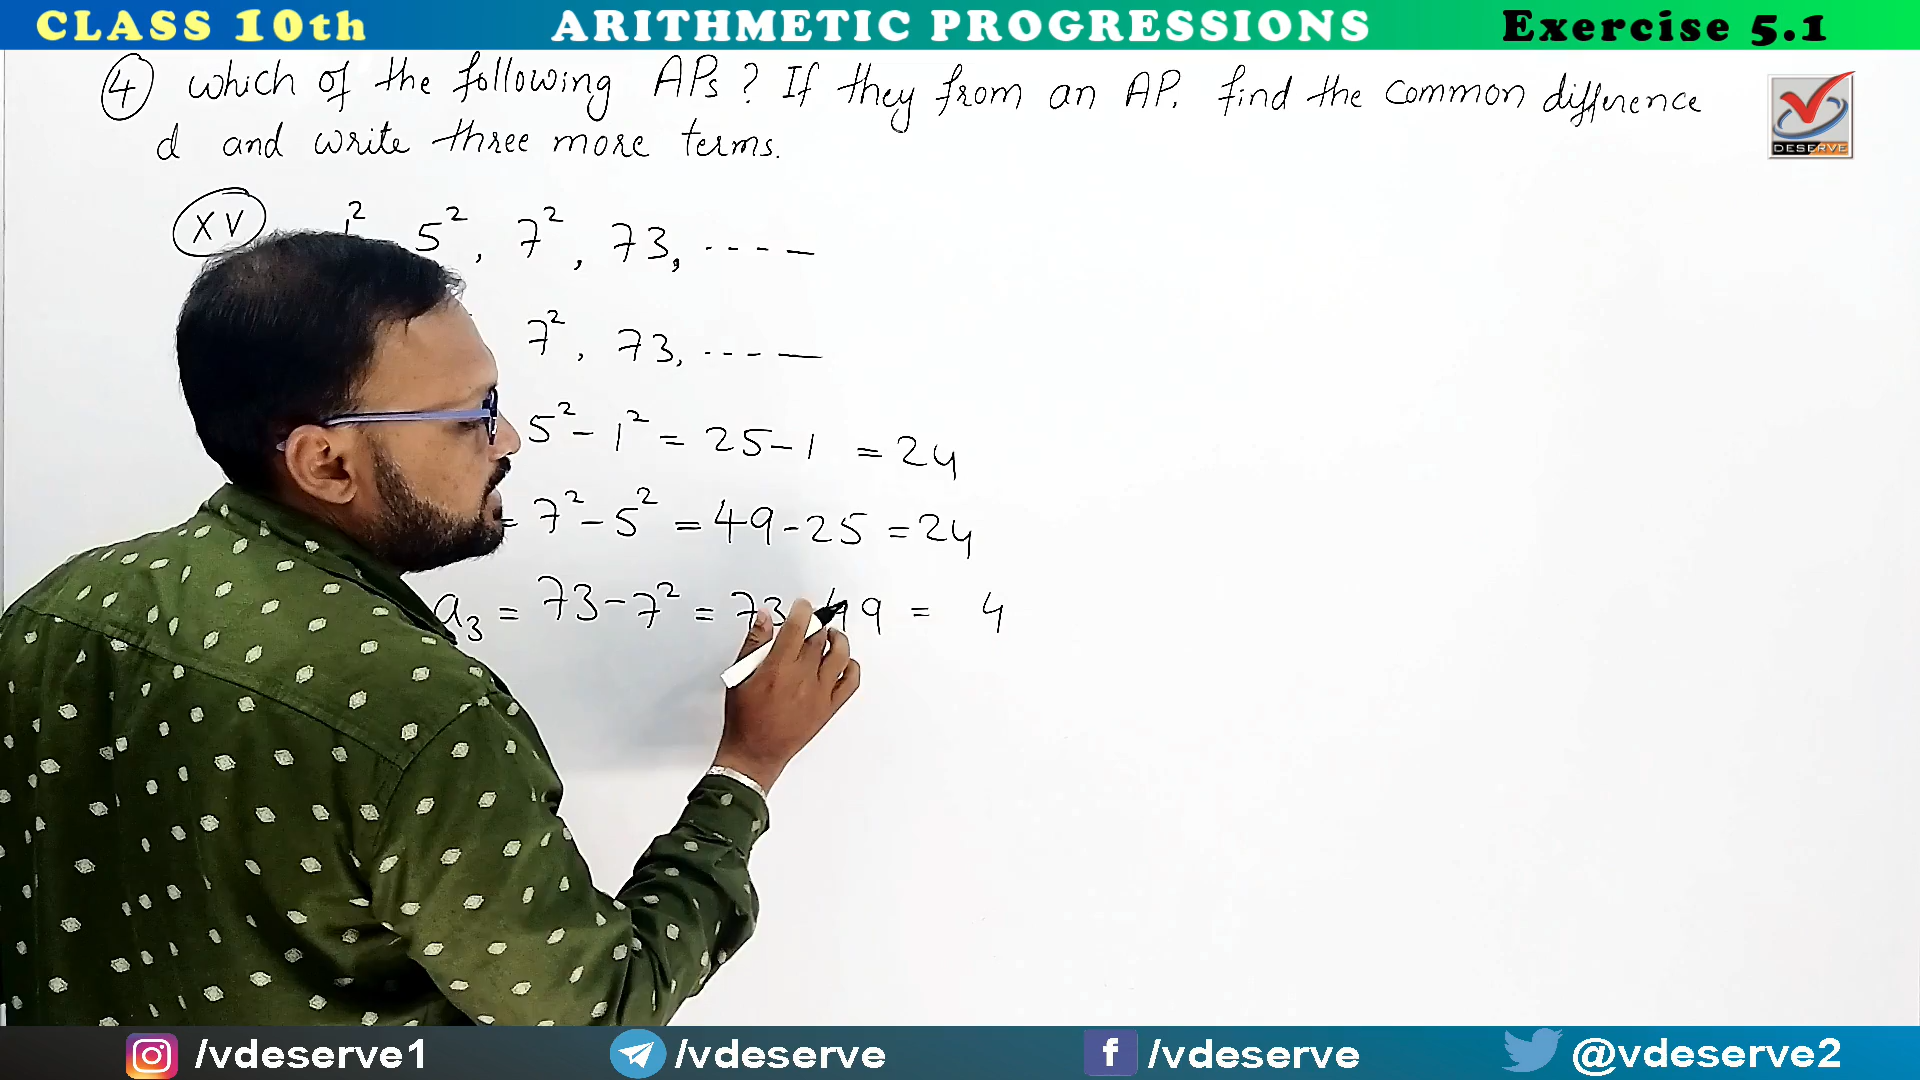 CLASS 10th ARITHMETIC PROGRESSIONS Exercise 5.1
④ which of the following APs? If they from an AP. find the common difference
d and write three more terms.
DESERVE
XV 1², 5², 7², 73, ----
7², 73, ----
5² - 1² = 25 - 1 = 24
= 7² - 5² = 49 - 25 = 24
a₃ = 73 - 7² = 73 - 49 = 4
/vdeserve1 /vdeserve /vdeserve @vdeserve2